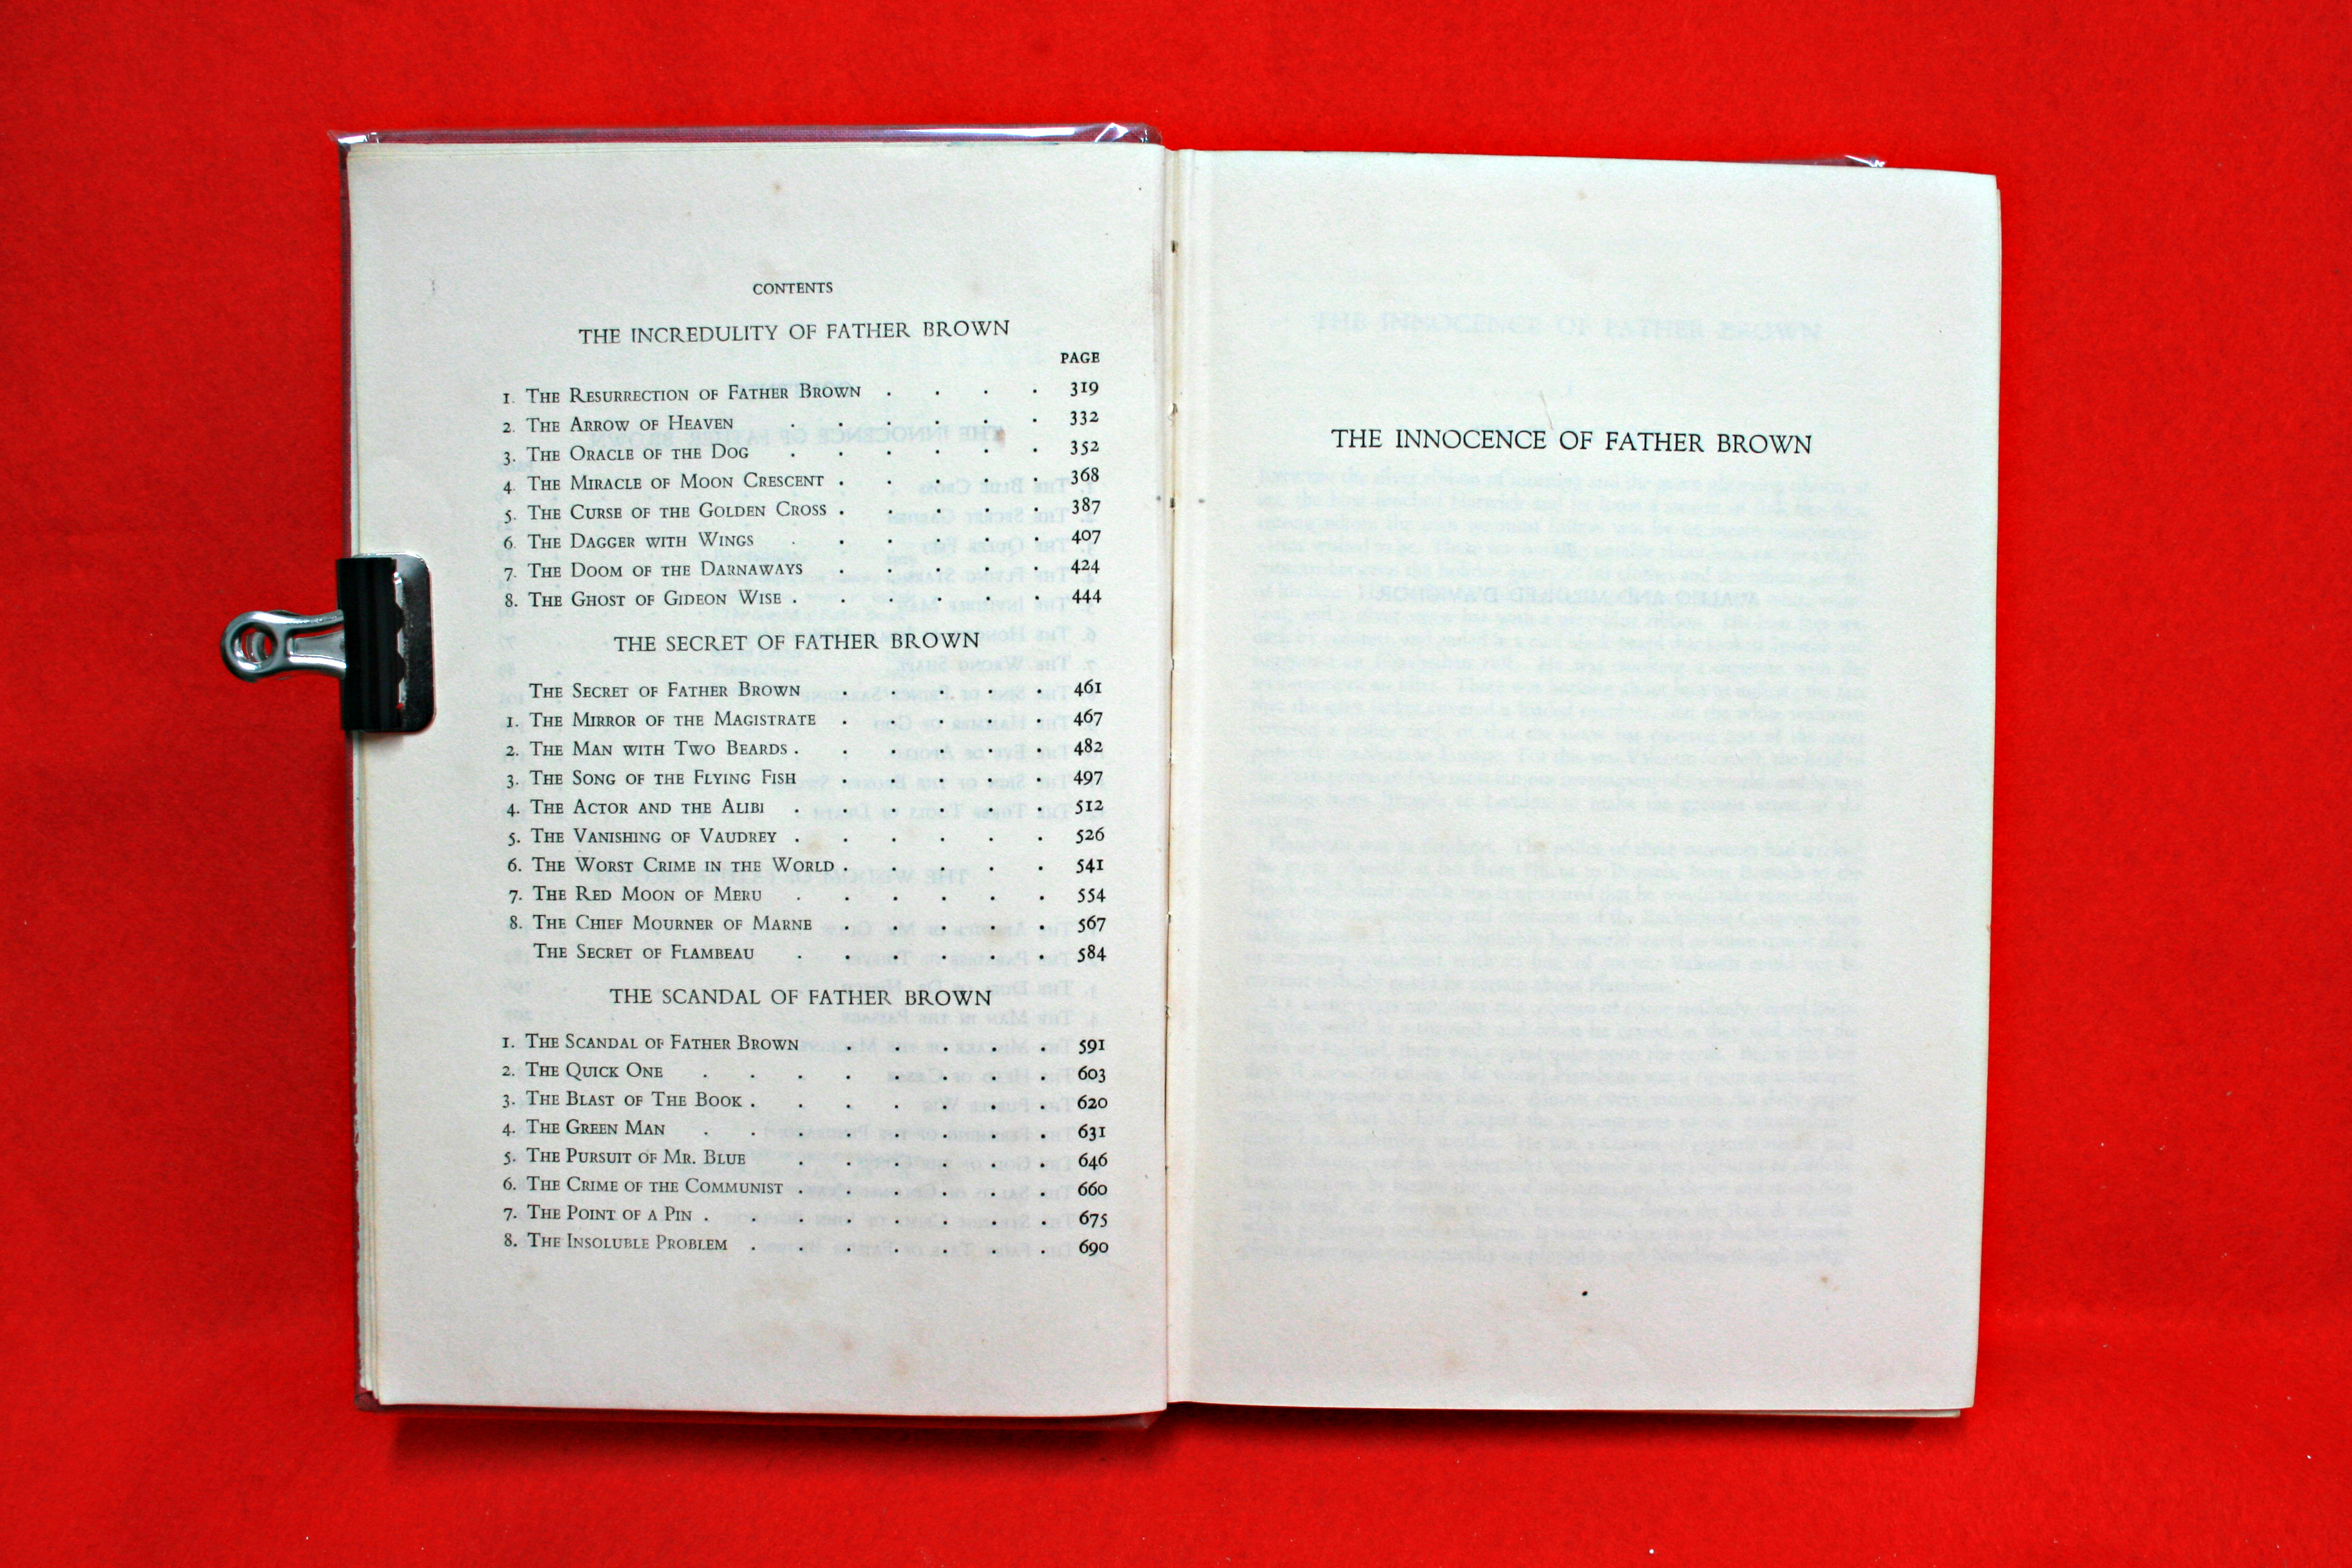 CONTENTS
THE INCREDULITY OF FATHER BROWN
PAGE
1. THE RESURRECTION OF FATHER BROWN . . . . 319
2. THE ARROW OF HEAVEN . . . . . . 332
3. THE ORACLE OF THE DOG . . . . . . 352
4. THE MIRACLE OF MOON CRESCENT . . . . . 368
5. THE CURSE OF THE GOLDEN CROSS . . . . . 387
6. THE DAGGER WITH WINGS . . . . . . 407
7. THE DOOM OF THE DARNAWAYS . . . . . 424
8. THE GHOST OF GIDEON WISE . . . . . . 444
THE SECRET OF FATHER BROWN
THE SECRET OF FATHER BROWN . . . . . 461
1. THE MIRROR OF THE MAGISTRATE . . . . . 467
2. THE MAN WITH TWO BEARDS . . . . . . 482
3. THE SONG OF THE FLYING FISH . . . . . 497
4. THE ACTOR AND THE ALIBI . . . . . . 512
5. THE VANISHING OF VAUDREY . . . . . . 526
6. THE WORST CRIME IN THE WORLD . . . . . 541
7. THE RED MOON OF MERU . . . . . . 554
8. THE CHIEF MOURNER OF MARNE . . . . . 567
THE SECRET OF FLAMBEAU . . . . . . 584
THE SCANDAL OF FATHER BROWN
1. THE SCANDAL OF FATHER BROWN . . . . . 591
2. THE QUICK ONE . . . . . . . . 603
3. THE BLAST OF THE BOOK . . . . . . . 620
4. THE GREEN MAN . . . . . . . . 631
5. THE PURSUIT OF MR. BLUE . . . . . . 646
6. THE CRIME OF THE COMMUNIST . . . . . . 660
7. THE POINT OF A PIN . . . . . . . . 675
8. THE INSOLUBLE PROBLEM . . . . . . . 690
THE INNOCENCE OF FATHER BROWN